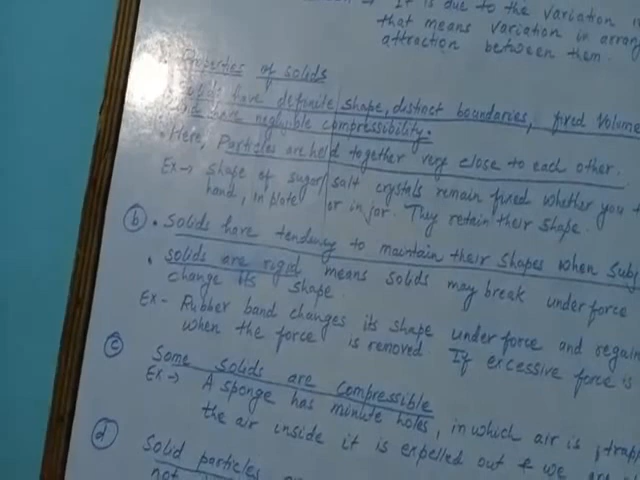 It is due to the variation in
that means variation in arran
attraction between them.
Properties of solids
Solids have definite shape, distinct boundaries, fixed volume
have negligible compressibility.
• Here, Particles are held together very close to each other.
Ex → Shape of sugar/salt crystals remain fixed whether you
hand, in plate or in jar. They retain their shape.
(b) • Solids have tendency to maintain their shapes when subj
• solids are rigid means solids may break under force
change its shape.
Ex - Rubber band changes its shape under force and regain
when the force is removed If excessive force is
(c) Some solids are compressible
Ex → A sponge has minute holes, in which air is trapp
the air inside it is expelled out & we
(d) Solid particles
not